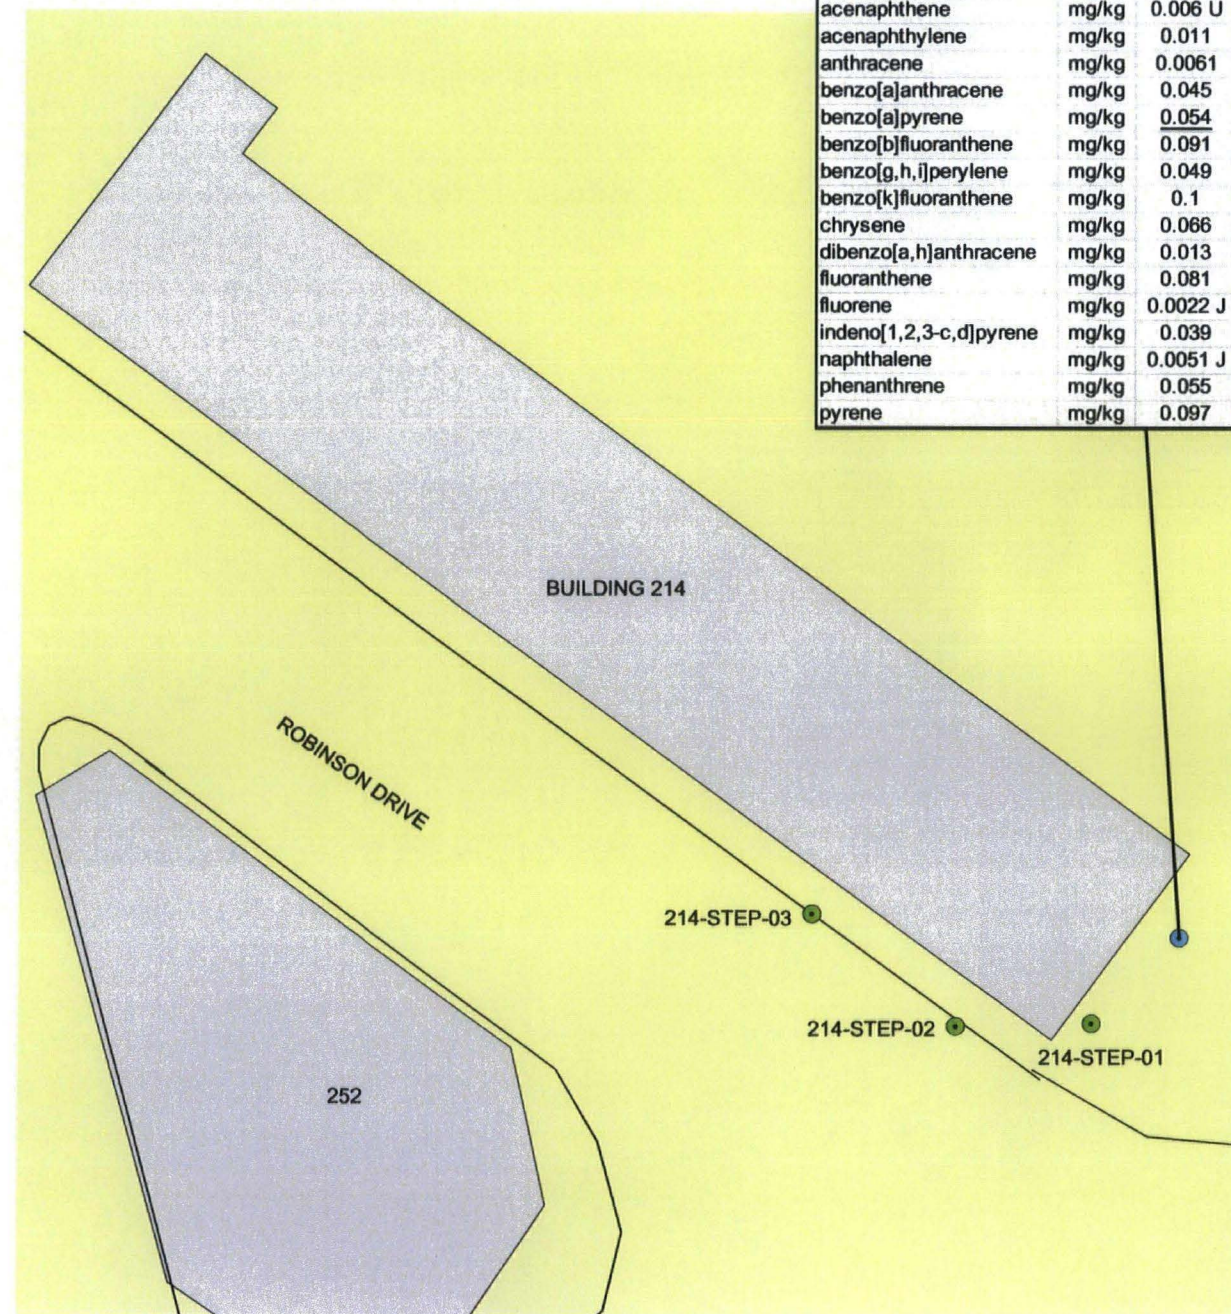 acenaphthene mg/kg 0.006 U
acenaphthylene mg/kg 0.011
anthracene mg/kg 0.0061
benzo[a]anthracene mg/kg 0.045
benzo[a]pyrene mg/kg 0.054
benzo[b]fluoranthene mg/kg 0.091
benzo[g,h,i]perylene mg/kg 0.049
benzo[k]fluoranthene mg/kg 0.1
chrysene mg/kg 0.066
dibenzo[a,h]anthracene mg/kg 0.013
fluoranthene mg/kg 0.081
fluorene mg/kg 0.0022 J
indeno[1,2,3-c,d]pyrene mg/kg 0.039
naphthalene mg/kg 0.0051 J
phenanthrene mg/kg 0.055
pyrene mg/kg 0.097
BUILDING 214
ROBINSON DRIVE
214-STEP-03
214-STEP-02
214-STEP-01
252